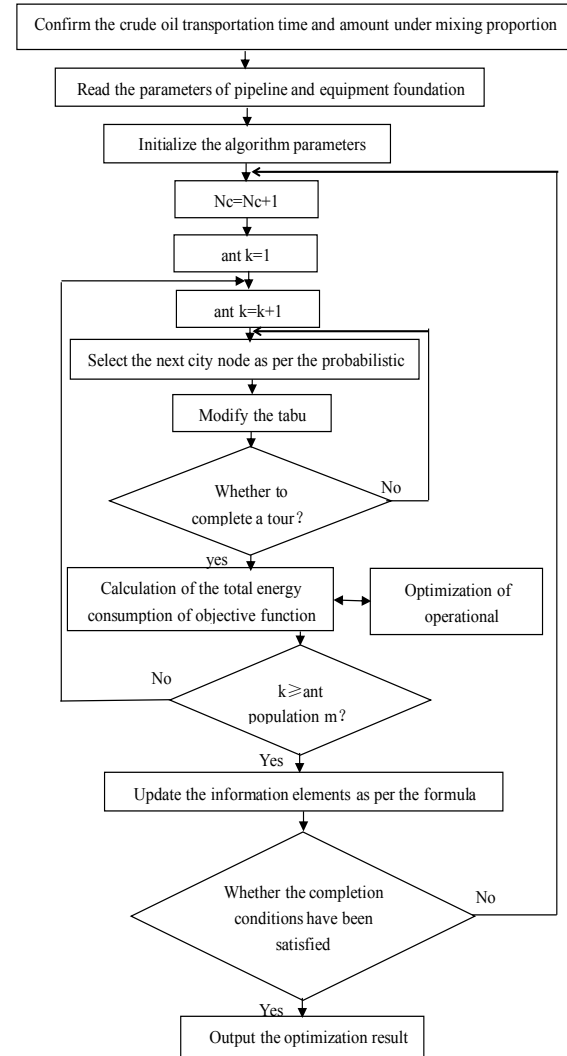 Confirm the crude oil transportation time and amount under mixing proportion
Read the parameters of pipeline and equipment foundation
Initialize the algorithm parameters
Nc=Nc+1
ant k=1
ant k=k+1
Select the next city node as per the probabilistic
Modify the tabu
Whether to
complete a tour?
No
yes
Calculation of the total energy
consumption of objective function
Optimization of
operational
No
k≥ant
population m?
Yes
Update the information elements as per the formula
Whether the completion
conditions have been
satisfied
No
Yes
Output the optimization result